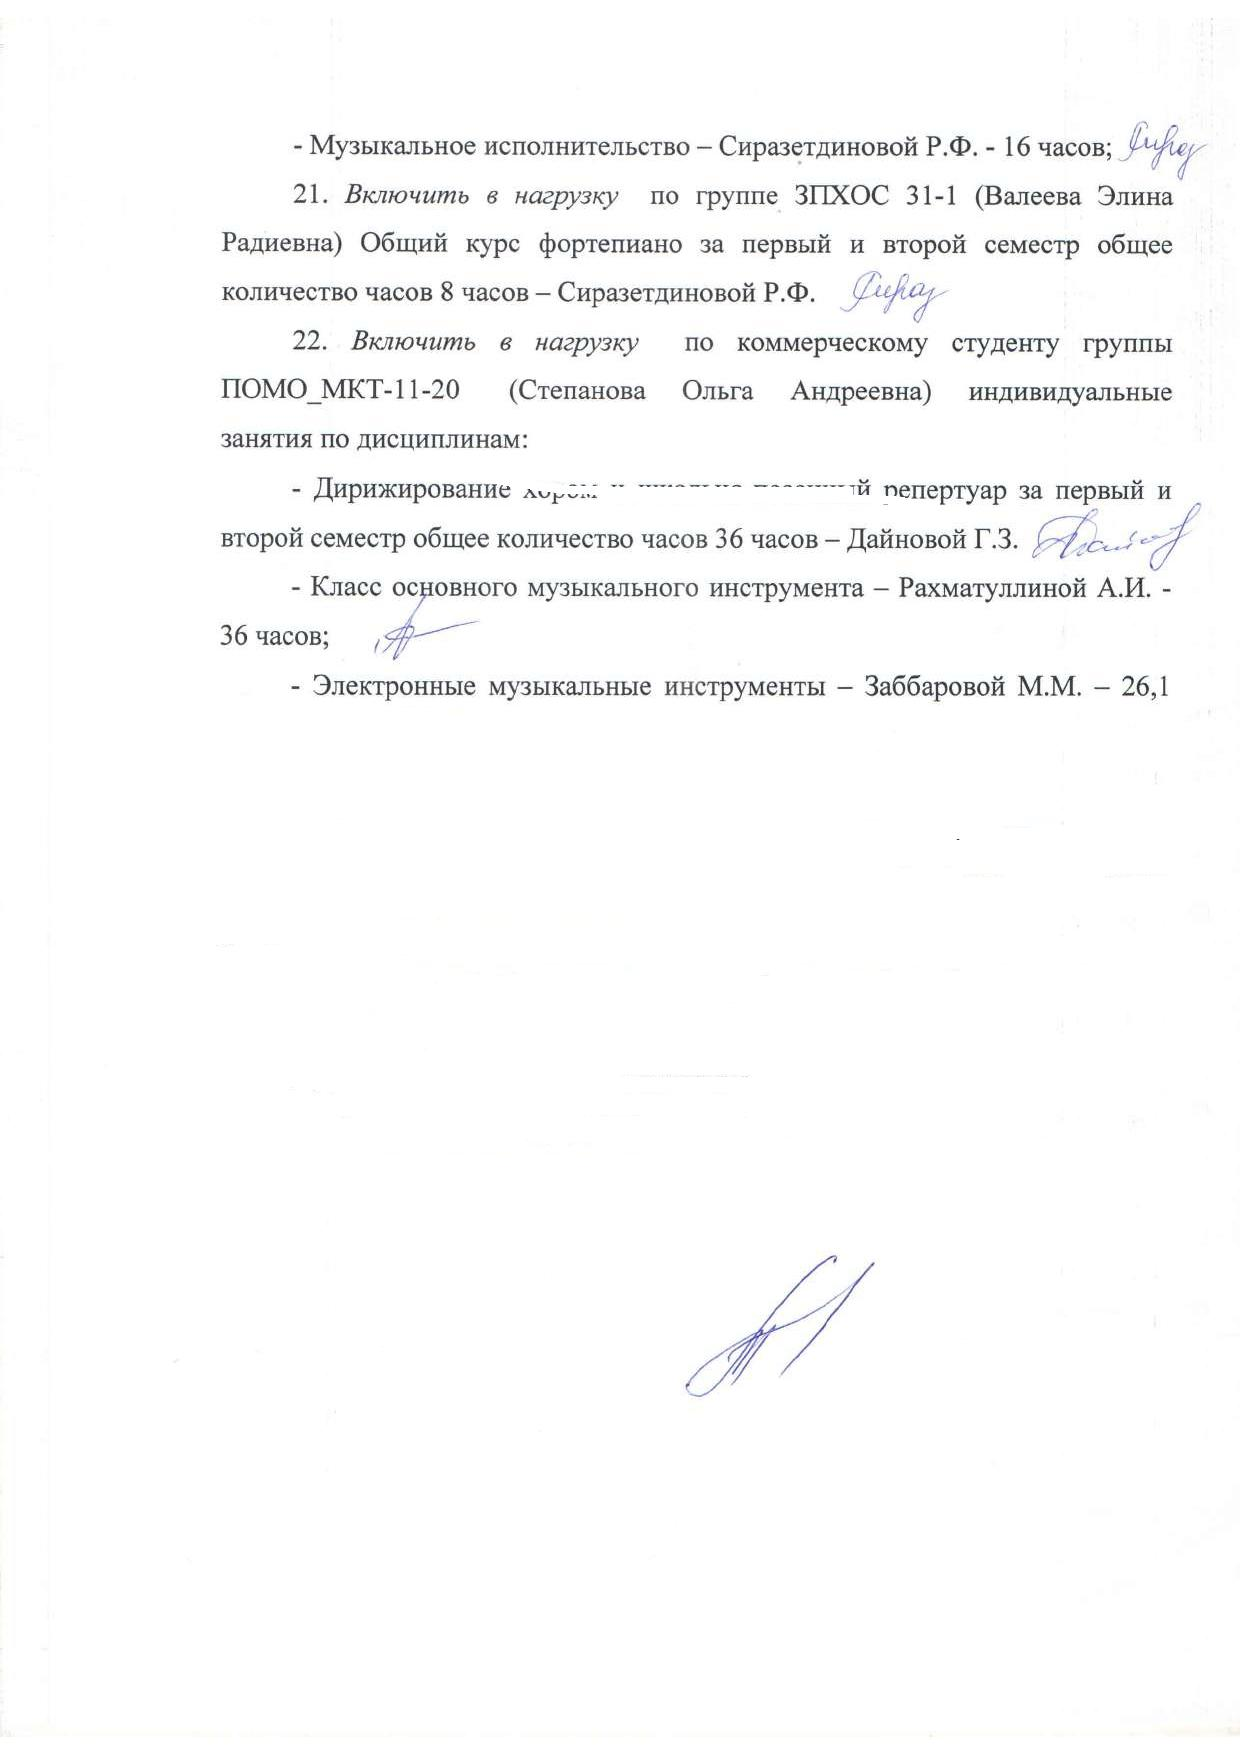 - Музыкальное исполнительство – Сиразетдиновой Р.Ф. - 16 часов;
21. Включить в нагрузку по группе ЗПХОС 31-1 (Валеева Элина
Радиевна) Общий курс фортепиано за первый и второй семестр общее
количество часов 8 часов – Сиразетдиновой Р.Ф.
22. Включить в нагрузку по коммерческому студенту группы
ПОМО_МКТ-11-20 (Степанова Ольга Андреевна) индивидуальные
занятия по дисциплинам:
- Дирижирование репертуар за первый и
второй семестр общее количество часов 36 часов – Дайновой Г.З.
- Класс основного музыкального инструмента – Рахматуллиной А.И. -
36 часов;
- Электронные музыкальные инструменты – Заббаровой М.М. – 26,1